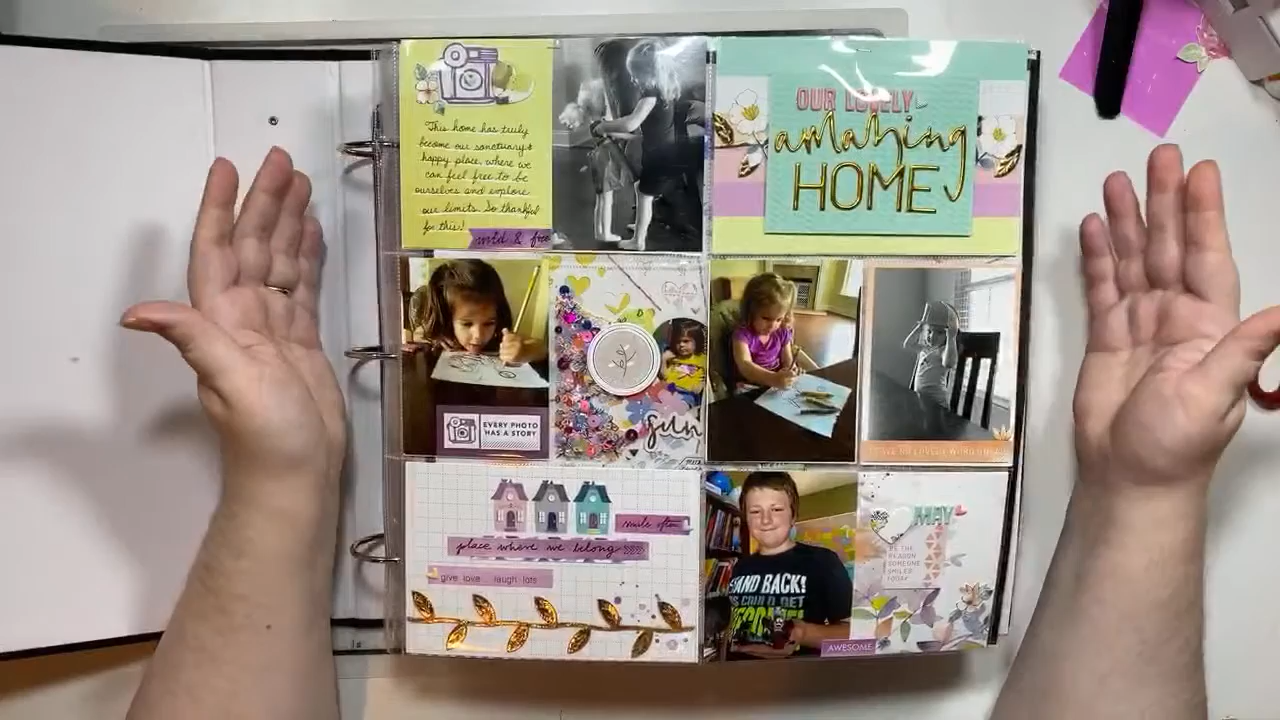 This home has truly
become our sanctuary &
happy place, where we
can feel free to be
ourselves and explore
our limits. So thankful
for this!
wild & free
OUR LOVELY
amazing
HOME
EVERY PHOTO
HAS A STORY
sun
smile often
place where we belong
give love laugh lots
STAND BACK!
AWESOME
MAY
BE THE
REASON
SOMEONE
SMILES
TODAY